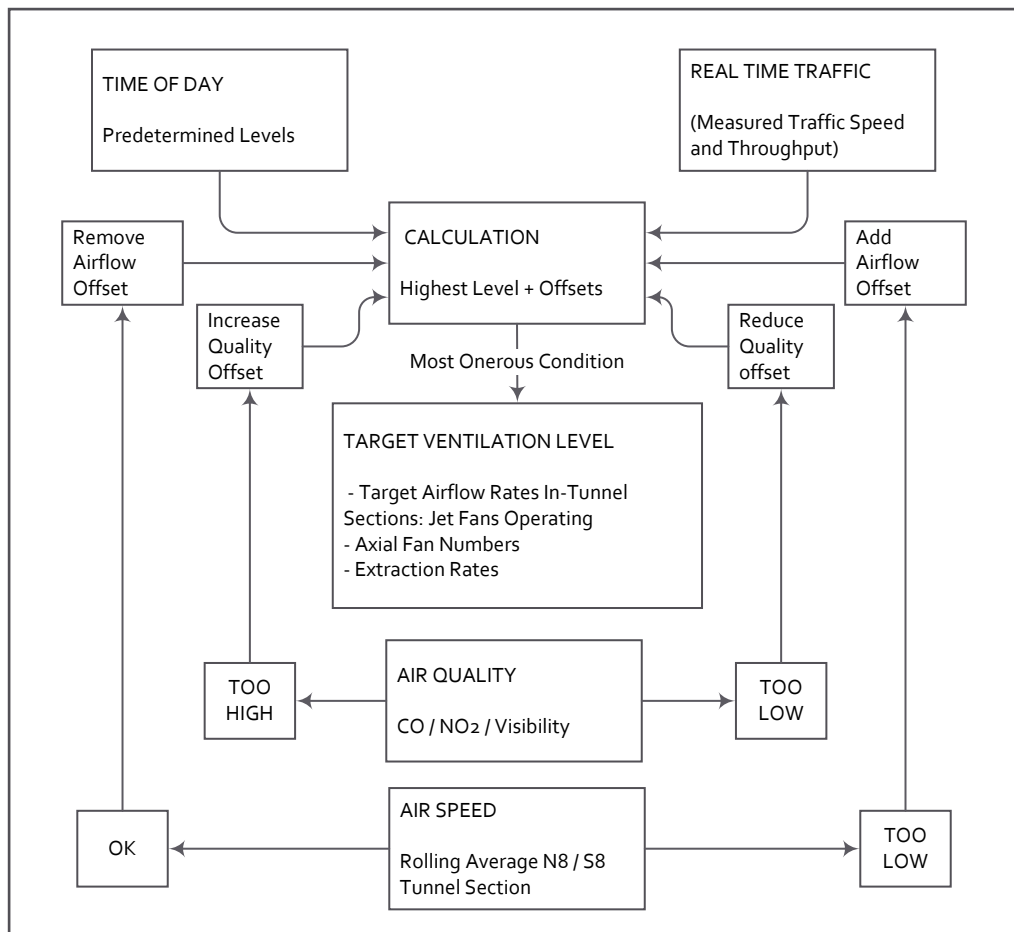 TIME OF DAY
Predetermined Levels
REAL TIME TRAFFIC
(Measured Traffic Speed
and Throughput)
Remove
Airflow
Offset
CALCULATION
Highest Level + Offsets
Add
Airflow
Offset
Increase
Quality
Offset
Reduce
Quality
offset
Most Onerous Condition
TARGET VENTILATION LEVEL
- Target Airflow Rates In-Tunnel
Sections: Jet Fans Operating
- Axial Fan Numbers
- Extraction Rates
TOO
HIGH
AIR QUALITY
CO / NO2 / Visibility
TOO
LOW
OK
AIR SPEED
Rolling Average N8 / S8
Tunnel Section
TOO
LOW